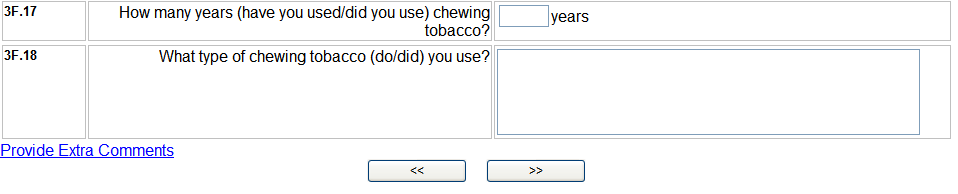 3F.17
How many years (have you used/did you use) chewing
tobacco?
years
3F.18
What type of chewing tobacco (do/did) you use?
Provide Extra Comments
<<
>>